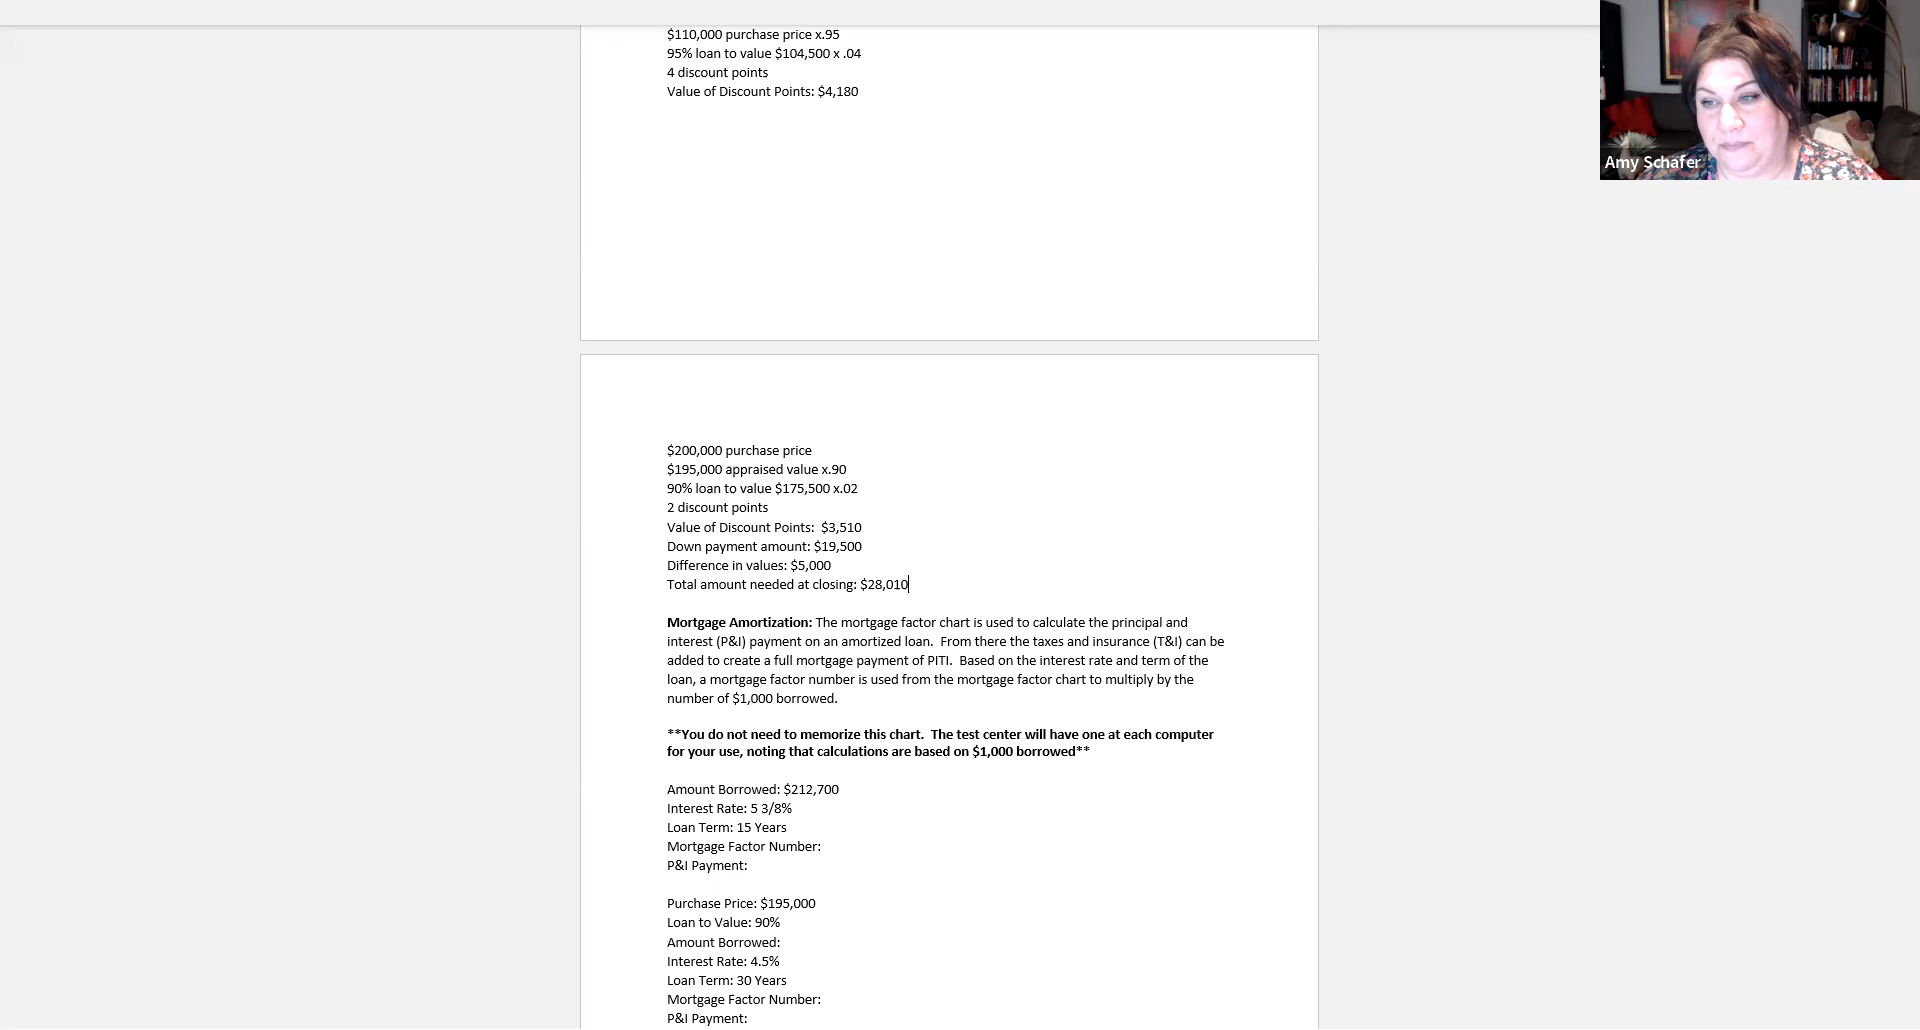 $110,000 purchase price x.95
95% loan to value $104,500 x .04
4 discount points
Value of Discount Points: $4,180
Amy Schafer
$200,000 purchase price
$195,000 appraised value x.90
90% loan to value $175,500 x.02
2 discount points
Value of Discount Points:  $3,510
Down payment amount: $19,500
Difference in values: $5,000
Total amount needed at closing: $28,010
Mortgage Amortization: The mortgage factor chart is used to calculate the principal and
interest (P&I) payment on an amortized loan.  From there the taxes and insurance (T&I) can be
added to create a full mortgage payment of PITI.  Based on the interest rate and term of the
loan, a mortgage factor number is used from the mortgage factor chart to multiply by the
number of $1,000 borrowed.
**You do not need to memorize this chart.  The test center will have one at each computer
for your use, noting that calculations are based on $1,000 borrowed**
Amount Borrowed: $212,700
Interest Rate: 5 3/8%
Loan Term: 15 Years
Mortgage Factor Number:
P&I Payment:
Purchase Price: $195,000
Loan to Value: 90%
Amount Borrowed:
Interest Rate: 4.5%
Loan Term: 30 Years
Mortgage Factor Number:
P&I Payment: